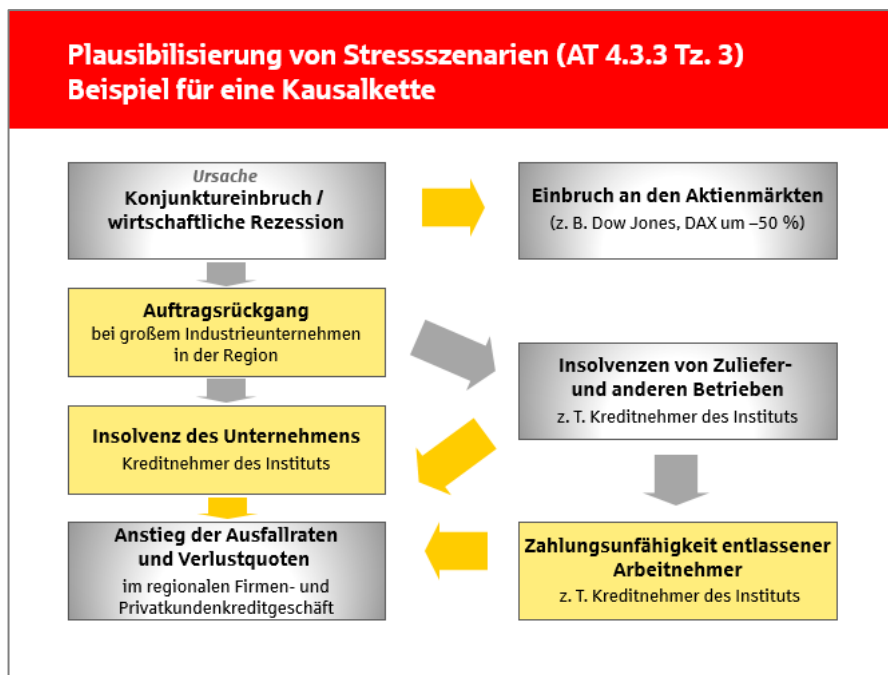 Plausibilisierung von Stressszenarien (AT 4.3.3 Tz. 3)
Beispiel für eine Kausalkette
Ursache
Konjunktureinbruch /
wirtschaftliche Rezession
Einbruch an den Aktienmärkten
(z. B. Dow Jones, DAX um –50 %)
Auftragsrückgang
bei großem Industrieunternehmen
in der Region
Insolvenzen von Zuliefer-
und anderen Betrieben
z. T. Kreditnehmer des Instituts
Insolvenz des Unternehmens
Kreditnehmer des Instituts
Anstieg der Ausfallraten
und Verlustquoten
im regionalen Firmen- und
Privatkundenkreditgeschäft
Zahlungsunfähigkeit entlassener
Arbeitnehmer
z. T. Kreditnehmer des Instituts